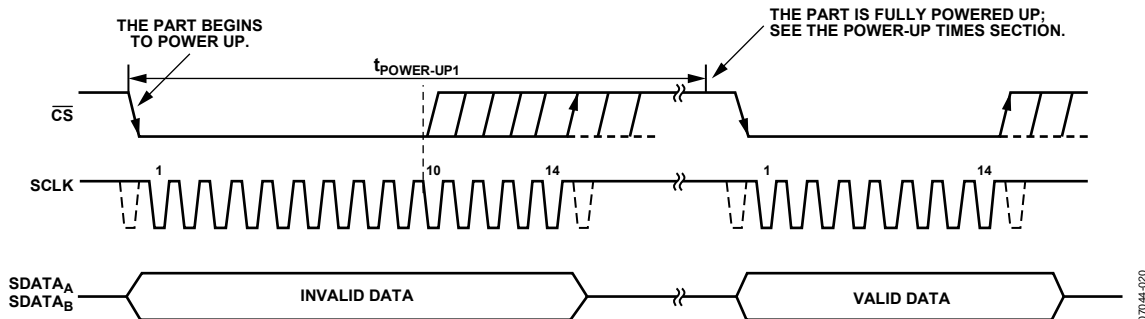 THE PART BEGINS
TO POWER UP.
THE PART IS FULLY POWERED UP;
SEE THE POWER-UP TIMES SECTION.
tPOWER-UP1
CS
SCLK
1
10
14
1
14
SDATAA
SDATAB
INVALID DATA
VALID DATA
07044-020